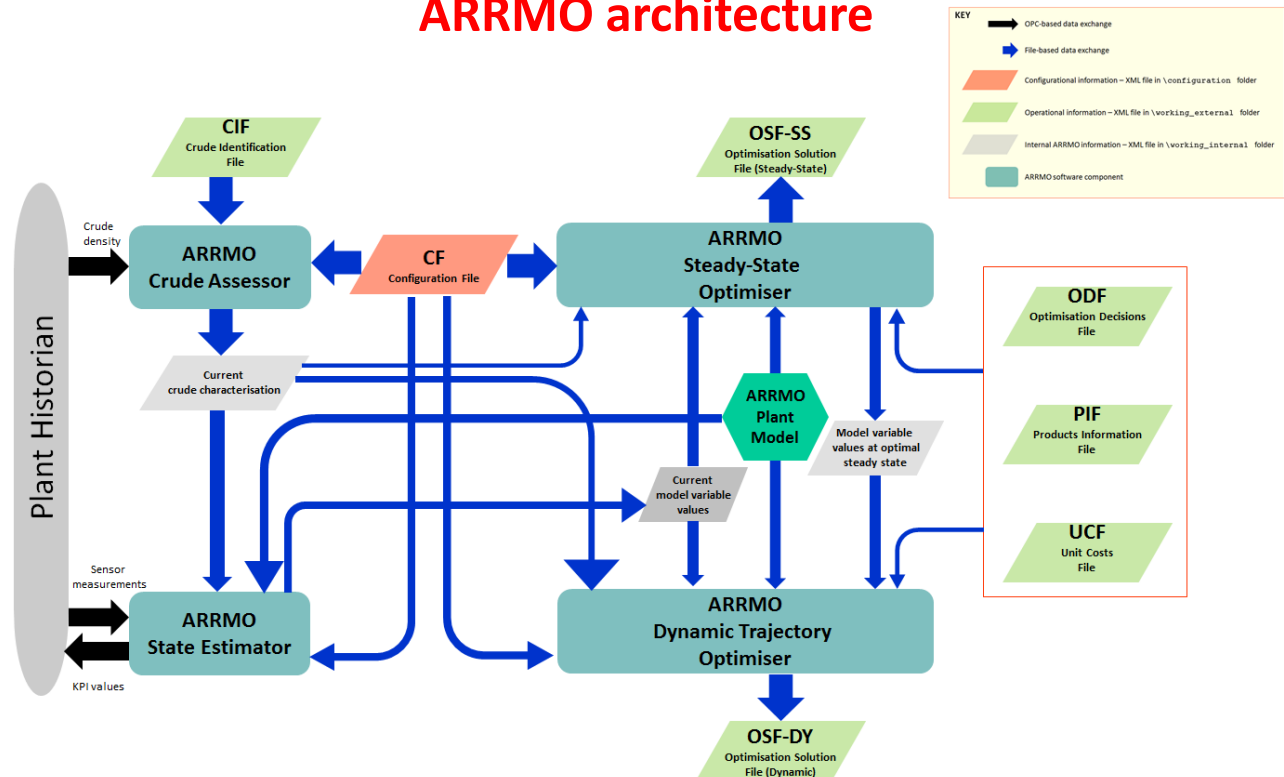 ARRMO architecture
KEY
OPC-based data exchange
File-based data exchange
Configurational information – XML file in \configuration folder
Operational information – XML file in \working_external folder
Internal ARRMO information – XML file in \working_internal folder
ARRMO software component
CIF
Crude Identification
File
OSF-SS
Optimisation Solution
File (Steady-State)
Crude
density
ARRMO
Crude Assessor
CF
Configuration File
ARRMO
Steady-State
Optimiser
ODF
Optimisation Decisions
File
Plant Historian
Current
crude characterisation
ARRMO
Plant
Model
Model variable
values at optimal
steady state
PIF
Products Information
File
Current
model variable
values
UCF
Unit Costs
File
Sensor
measurements
ARRMO
State Estimator
KPI values
ARRMO
Dynamic Trajectory
Optimiser
OSF-DY
Optimisation Solution
File (Dynamic)